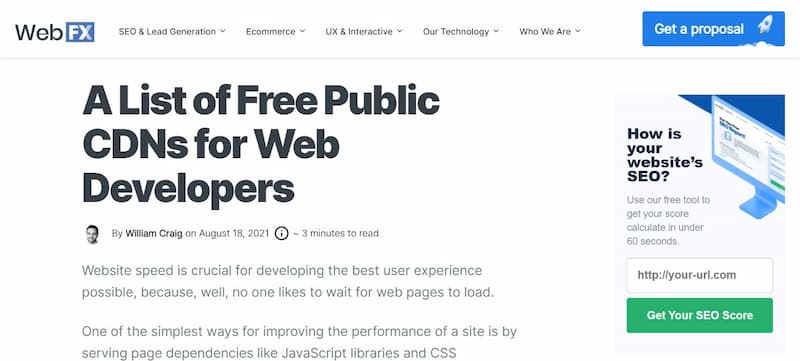 WebFX
SEO & Lead Generation
Ecommerce
UX & Interactive
Our Technology
Who We Are
Get a proposal
A List of Free Public
CDNs for Web
Developers
By William Craig on August 18, 2021 ~ 3 minutes to read
Website speed is crucial for developing the best user experience
possible, because, well, no one likes to wait for web pages to load.
One of the simplest ways for improving the performance of a site is by
serving page dependencies like JavaScript libraries and CSS
How is
your
website's
SEO?
Use our free tool to
get your score
calculate in under
60 seconds.
http://your-url.com
Get Your SEO Score